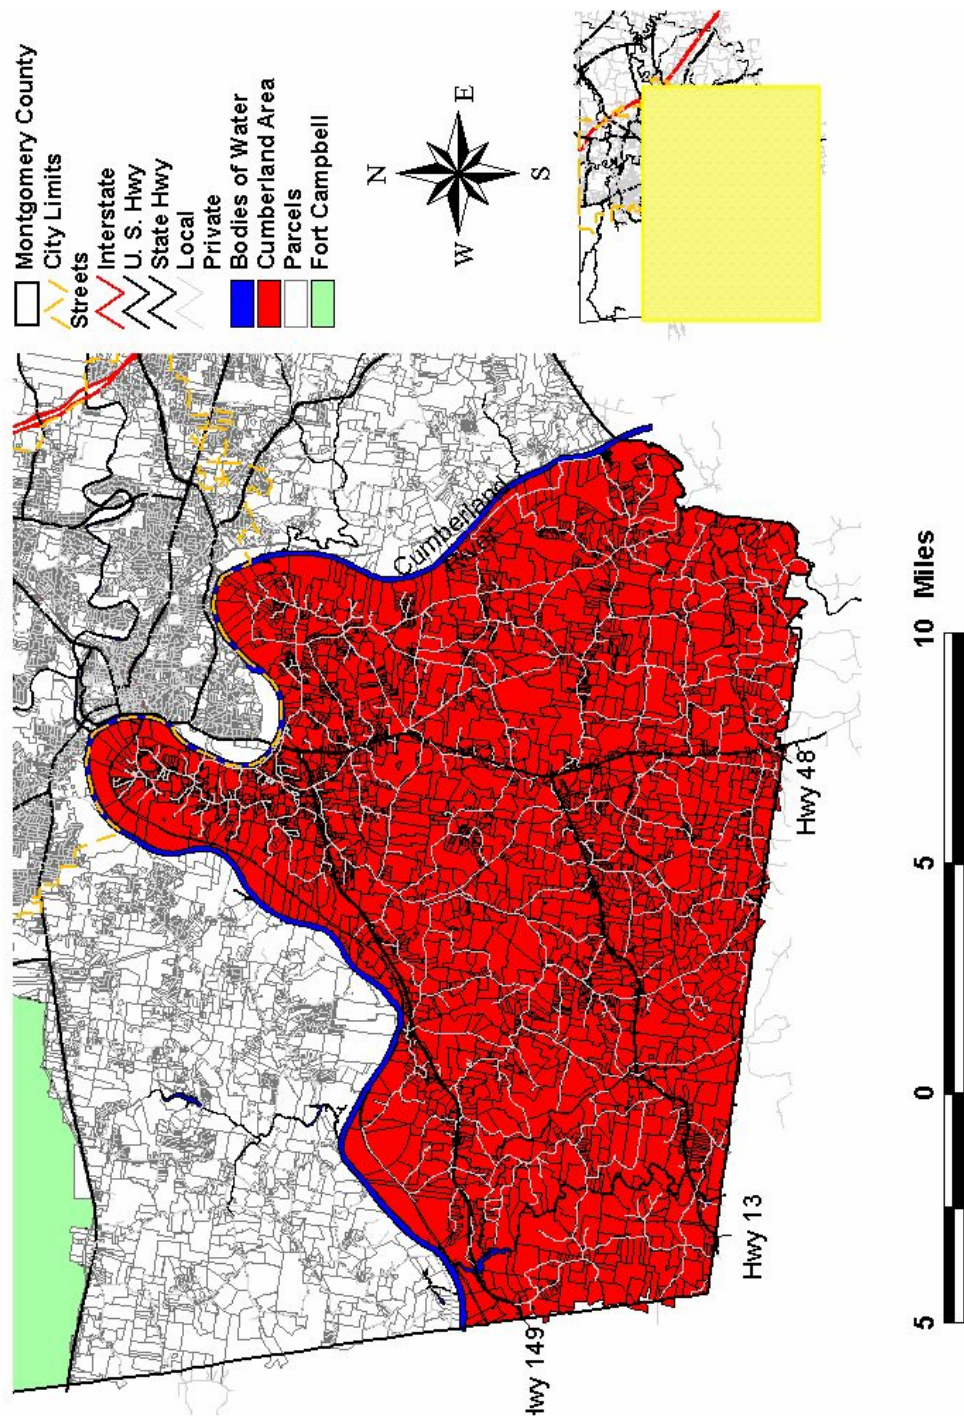 Montgomery County
City Limits
Streets
Interstate
U. S. Hwy
State Hwy
Local
Private
Bodies of Water
Cumberland Area
Parcels
Fort Campbell
N
E
S
W
Cumberland
River
Hwy 48
Hwy 13
Hwy 149
5
0
5
10 Miles